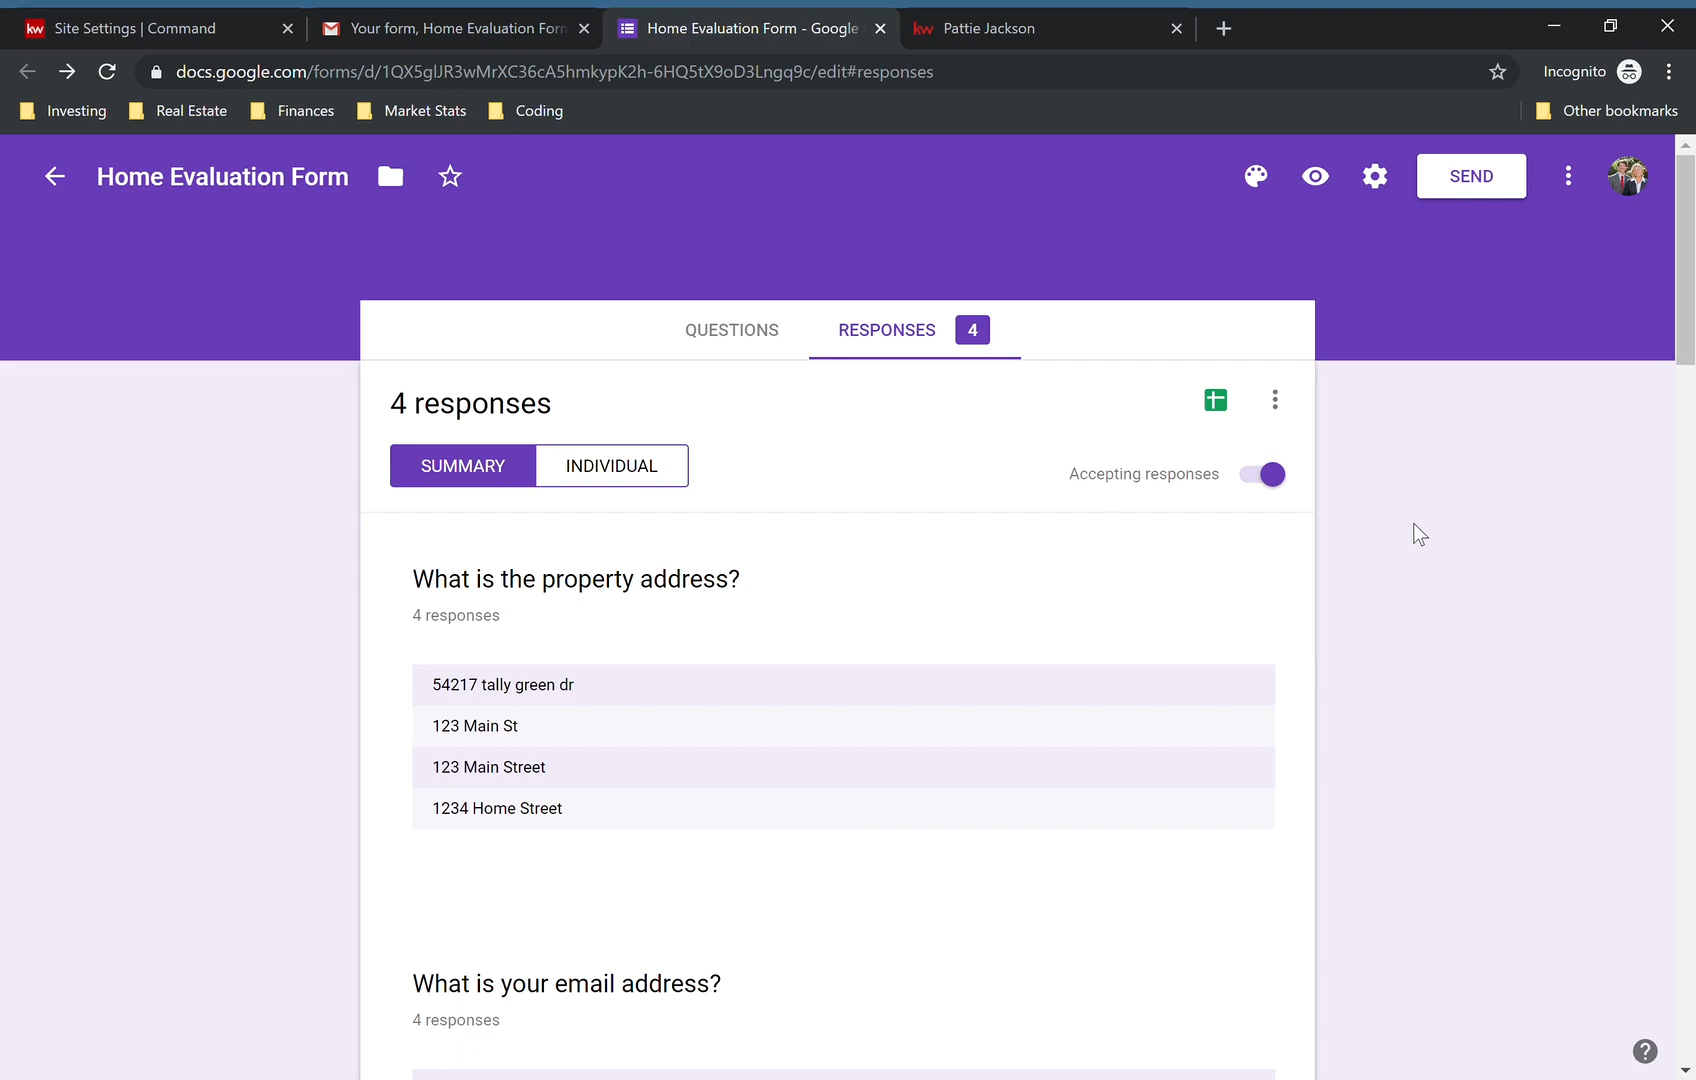 Site Settings | Command
Your form, Home Evaluation Form
Home Evaluation Form - Google
Pattie Jackson
docs.google.com/forms/d/1QX5glJR3wMrXC36cA5hmkypK2h-6HQ5tX9oD3Lngq9c/edit#responses
Incognito
Investing
Real Estate
Finances
Market Stats
Coding
Other bookmarks
Home Evaluation Form
SEND
QUESTIONS
RESPONSES 4
4 responses
SUMMARY
INDIVIDUAL
Accepting responses
What is the property address?
4 responses
54217 tally green dr
123 Main St
123 Main Street
1234 Home Street
What is your email address?
4 responses